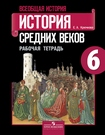 ВСЕОБЩАЯ ИСТОРИЯ
ИСТОРИЯ
СРЕДНИХ ВЕКОВ
РАБОЧАЯ ТЕТРАДЬ
6